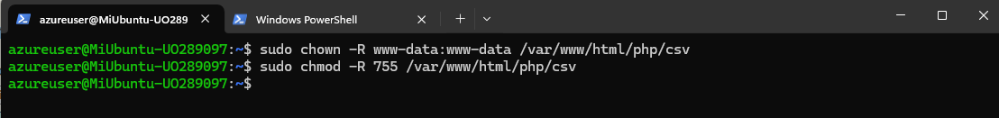 azureuser@MiUbuntu-UO289
Windows PowerShell
azureuser@MiUbuntu-UO289097:~$ sudo chown -R www-data:www-data /var/www/html/php/csv
azureuser@MiUbuntu-UO289097:~$ sudo chmod -R 755 /var/www/html/php/csv
azureuser@MiUbuntu-UO289097:~$